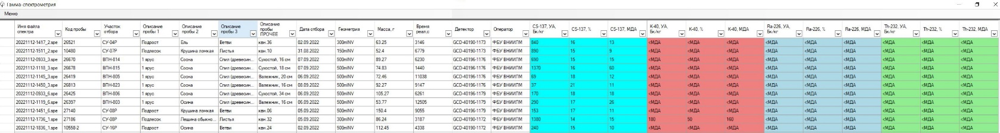 Гамма-спектрометрия
Меню
Имя файла спектра Код пробы Участок отбора Описание пробы 1 Описание пробы 2 Описание пробы 3 Описание пробы ПРОЧЕЕ Дата отбора Геометрия Масса, г Время реал,с Детектор Оператор CS-137, УА, Бк/кг CS-137, % CS-137, МДА K-40, УА, Бк/кг K-40, % K-40, МДА Ra-226, УА, Бк/кг Ra-226, % Ra-226, МДА Th-232, УА, Бк/кг Th-232, % Th-232, МДА
20221112-1417_2.spe 26521 СУ-04Р Подрост Ель Ветви квн.36 02.09.2022 300mlNV 63.25 3146 GCD-40190-1173 ФБУ ВНИИЛМ 840 16 13 <МДА <МДА <МДА <МДА <МДА <МДА <МДА <МДА <МДА
20221112-1511_2.spe 10480 СУ-07Р Подлесок Крушина ломкая Листья квн.10 31.08.2022 150mlNV 52.4 6779 GCD-40190-1173 ФБУ ВНИИЛМ 890 15 9 <МДА <МДА <МДА <МДА <МДА <МДА <МДА <МДА <МДА
20221112-0933_3.spe 26670 ВПН-814 1 ярус Сосна Спил (древесин... Сухостой, 16 см 07.09.2022 500mlNV 89.27 6230 GCD-40196-1176 ФБУ ВНИИЛМ 690 15 15 <МДА <МДА <МДА <МДА <МДА <МДА <МДА <МДА <МДА
20221112-1118_3.spe 26678 ВПН-815 1 ярус Сосна Спил (древесин... Сухостой, 18 см 07.09.2022 500mlNV 74.83 1440 GCD-40196-1176 ФБУ ВНИИЛМ 1370 16 60 <МДА <МДА <МДА <МДА <МДА <МДА <МДА <МДА <МДА
20221112-1145_3.spe 26419 ВПН-805 1 ярус Сосна Спил (древесин... Валежник, 20 см 06.09.2022 500mlNV 72.46 11038 GCD-40196-1176 ФБУ ВНИИЛМ 69 18 12 <МДА <МДА <МДА <МДА <МДА <МДА <МДА <МДА <МДА
20221112-1450_3.spe 26813 ВПН-823 1 ярус Сосна Спил (древесин... Валежник, 16 см 08.09.2022 500mlNV 92.27 9147 GCD-40196-1176 ФБУ ВНИИЛМ 37 21 11 <МДА <МДА <МДА <МДА <МДА <МДА <МДА <МДА <МДА
20221112-0933_6.spe 26425 ВПН-806 1 ярус Сосна Спил (древесин... Сухостой, 34 см 06.09.2022 500mlNV 105.27 6261 GCD-40196-1179 ФБУ ВНИИЛМ 170 18 18 <МДА <МДА <МДА <МДА <МДА <МДА <МДА <МДА <МДА
20221112-1119_6.spe 26397 ВПН-803 1 ярус Осина Спил (древесин... Валежник, 16 см 06.09.2022 500mlNV 53.77 12505 GCD-40196-1179 ФБУ ВНИИЛМ 290 17 26 <МДА <МДА <МДА <МДА <МДА <МДА <МДА <МДА <МДА
20221112-1451_6.spe 27140 СУ-08Р Подрост Крушина ломкая Ветви квн.06 05.09.2022 500mlNV 150.4 9055 GCD-40196-1179 ФБУ ВНИИЛМ 153 17 11 <МДА <МДА <МДА <МДА <МДА <МДА <МДА <МДА <МДА
20221112-1736_1.spe 27186 СУ-08Р Подлесок Лещина обыкно... Листья квн.32 05.09.2022 500mlNV 86.24 3187 GCD-40190-1172 ФБУ ВНИИЛМ 1380 14 15 180 50 160 <МДА <МДА <МДА <МДА <МДА <МДА
20221112-1836_1.spe 10558-2 СУ-16Р Подрост Осина Ветви квн.24 02.09.2022 500mlNV 112.45 4338 GCD-40190-1172 ФБУ ВНИИЛМ 240 15 10 <МДА <МДА <МДА <МДА <МДА <МДА <МДА <МДА <МДА